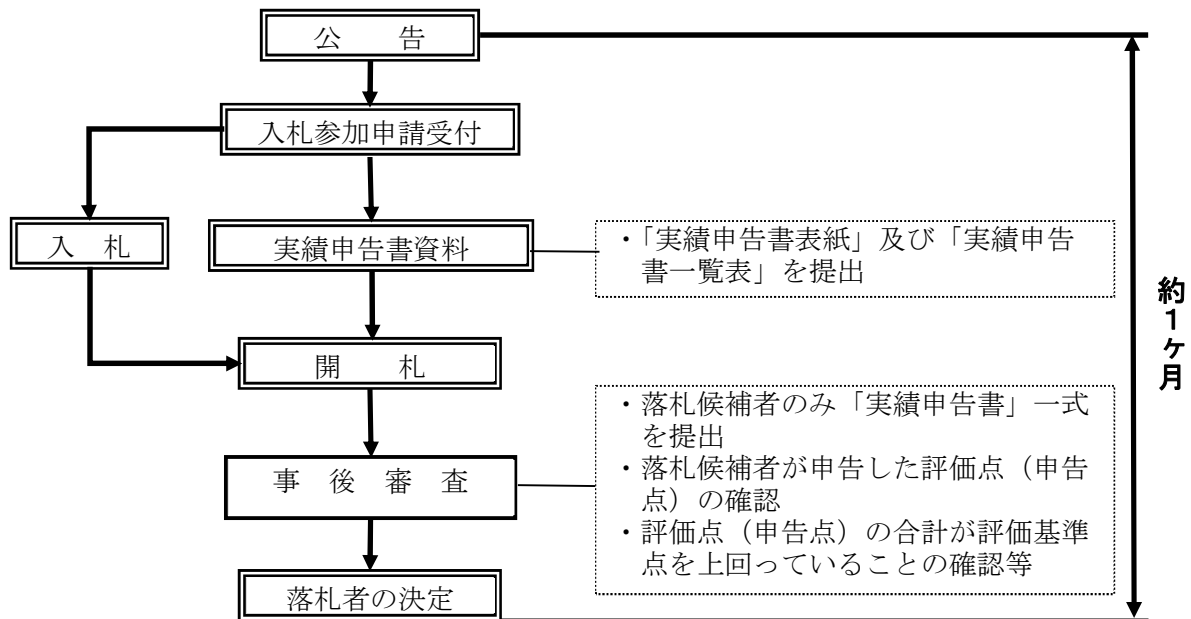 公　　告
入札参加申請受付
入　札
実績申告書資料
・「実績申告書表紙」及び「実績申告
書一覧表」を提出
開　　札
・落札候補者のみ「実績申告書」一式
を提出
・落札候補者が申告した評価点（申告
点）の確認
・評価点（申告点）の合計が評価基準
点を上回っていることの確認等
事　後　審　査
落札者の決定
約１ヶ月